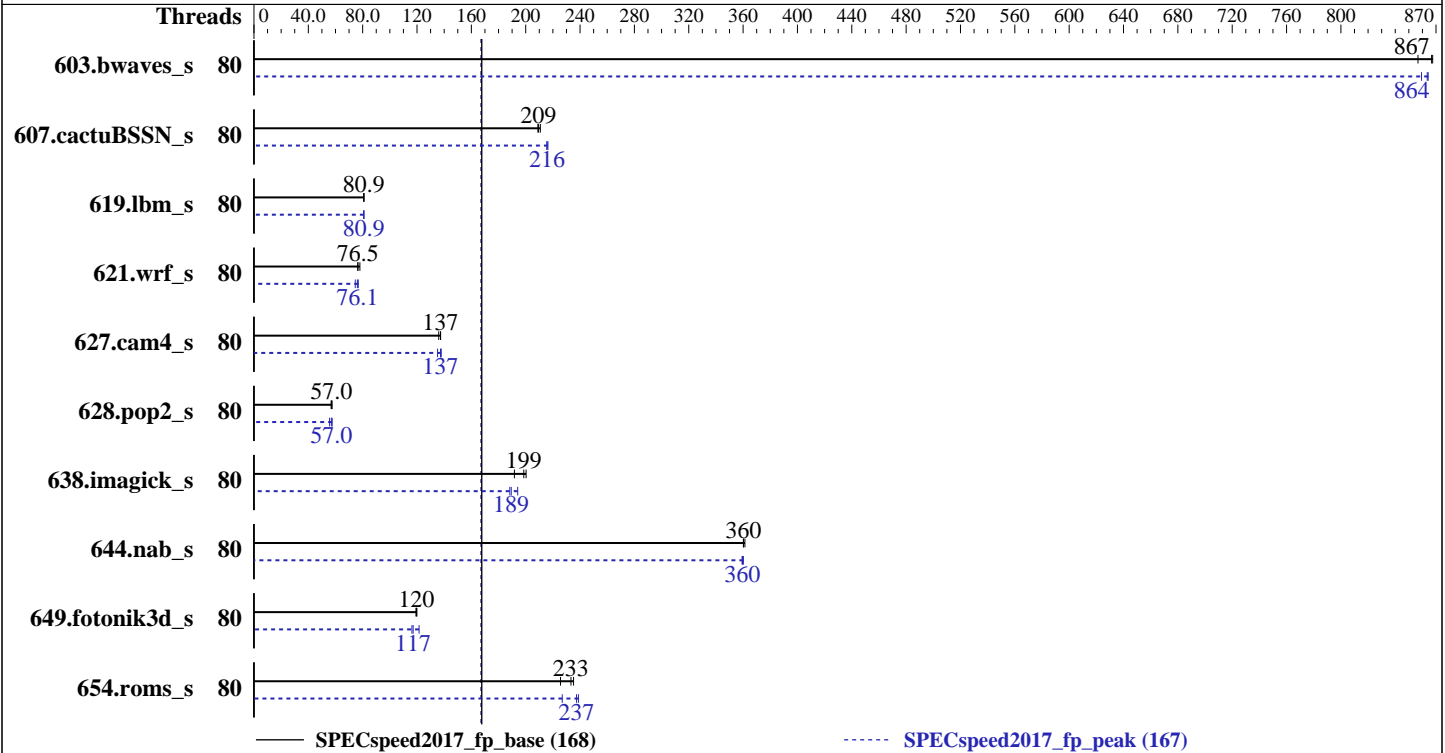 Threads 0 40.0 80.0 120 160 200 240 280 320 360 400 440 480 520 560 600 640 680 720 760 800 870
867
603.bwaves_s 80
864
209
607.cactuBSSN_s 80
216
80.9
619.lbm_s 80
80.9
76.5
621.wrf_s 80
76.1
137
627.cam4_s 80
137
57.0
628.pop2_s 80
57.0
199
638.imagick_s 80
189
360
644.nab_s 80
360
120
649.fotonik3d_s 80
117
233
654.roms_s 80
237
SPECspeed2017_fp_base (168) SPECspeed2017_fp_peak (167)